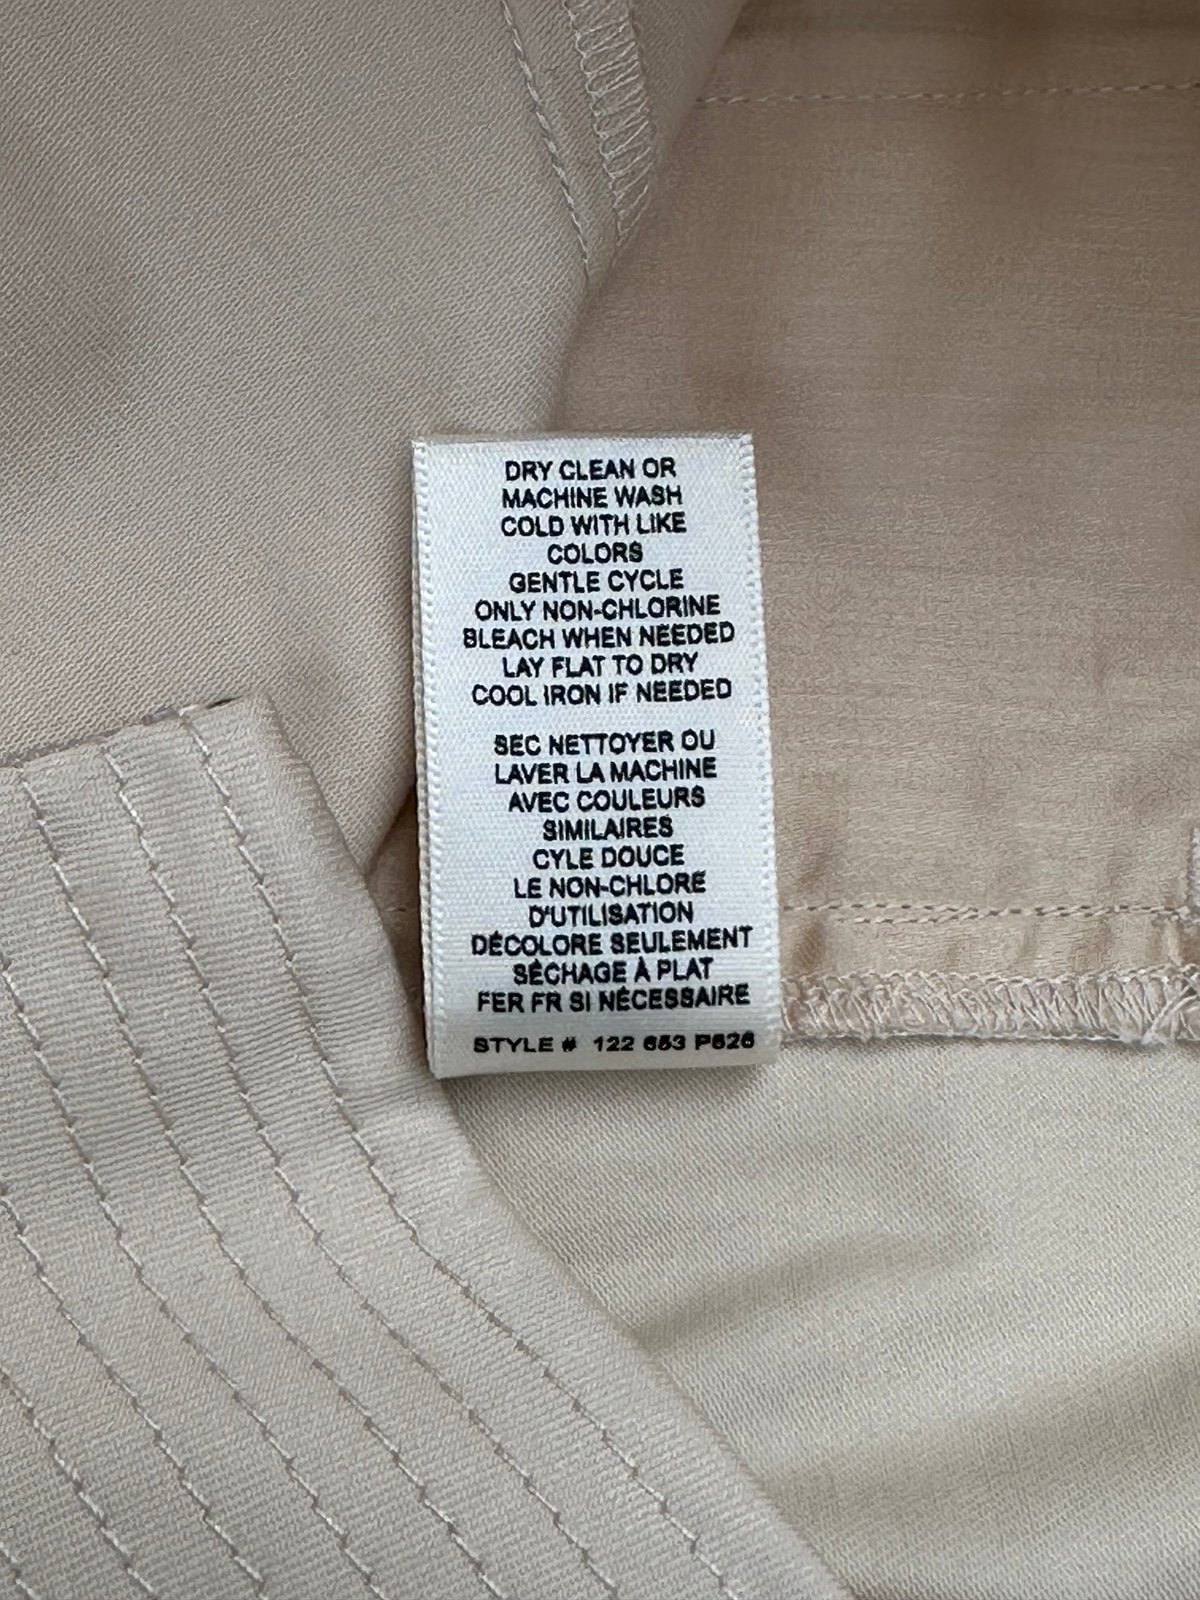 DRY CLEAN OR
MACHINE WASH
COLD WITH LIKE
COLORS
GENTLE CYCLE
ONLY NON-CHLORINE
BLEACH WHEN NEEDED
LAY FLAT TO DRY
COOL IRON IF NEEDED
SEC NETTOYER OU
LAVER LA MACHINE
AVEC COULEURS
SIMILAIRES
CYLE DOUCE
LE NON-CHLORE
D'UTILISATION
DÉCOLORE SEULEMENT
SÉCHAGE À PLAT
FER FR SI NÉCESSAIRE
STYLE # 122 653 P526